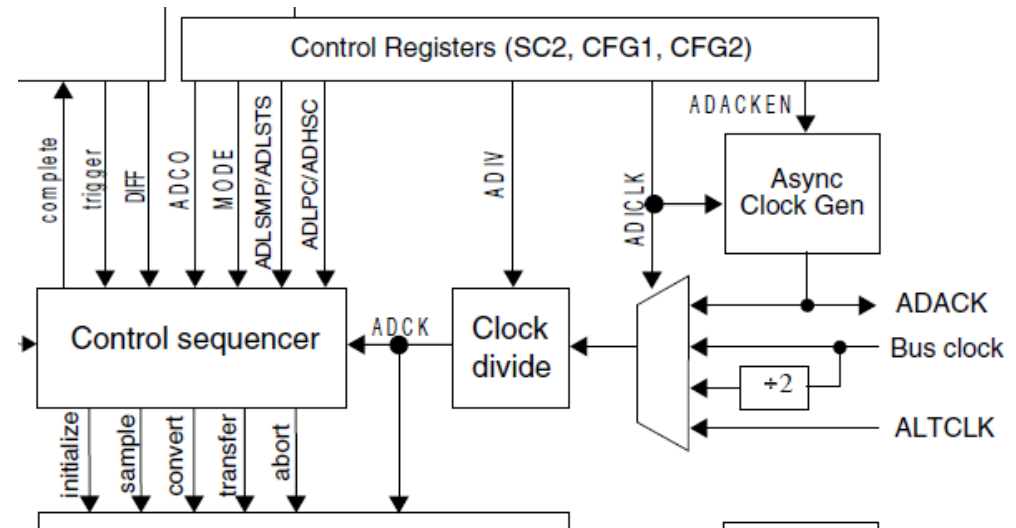 Control Registers (SC2, CFG1, CFG2)
ADACKEN
complete
trigger
DIFF
ADCO
MODE
ADLSMP/ADLSTS
ADLPC/ADHSC
ADIV
ADICLK
Async
Clock Gen
ADACK
Control sequencer
ADCK
Clock
divide
Bus clock
÷2
ALTCLK
initialize
sample
convert
transfer
abort